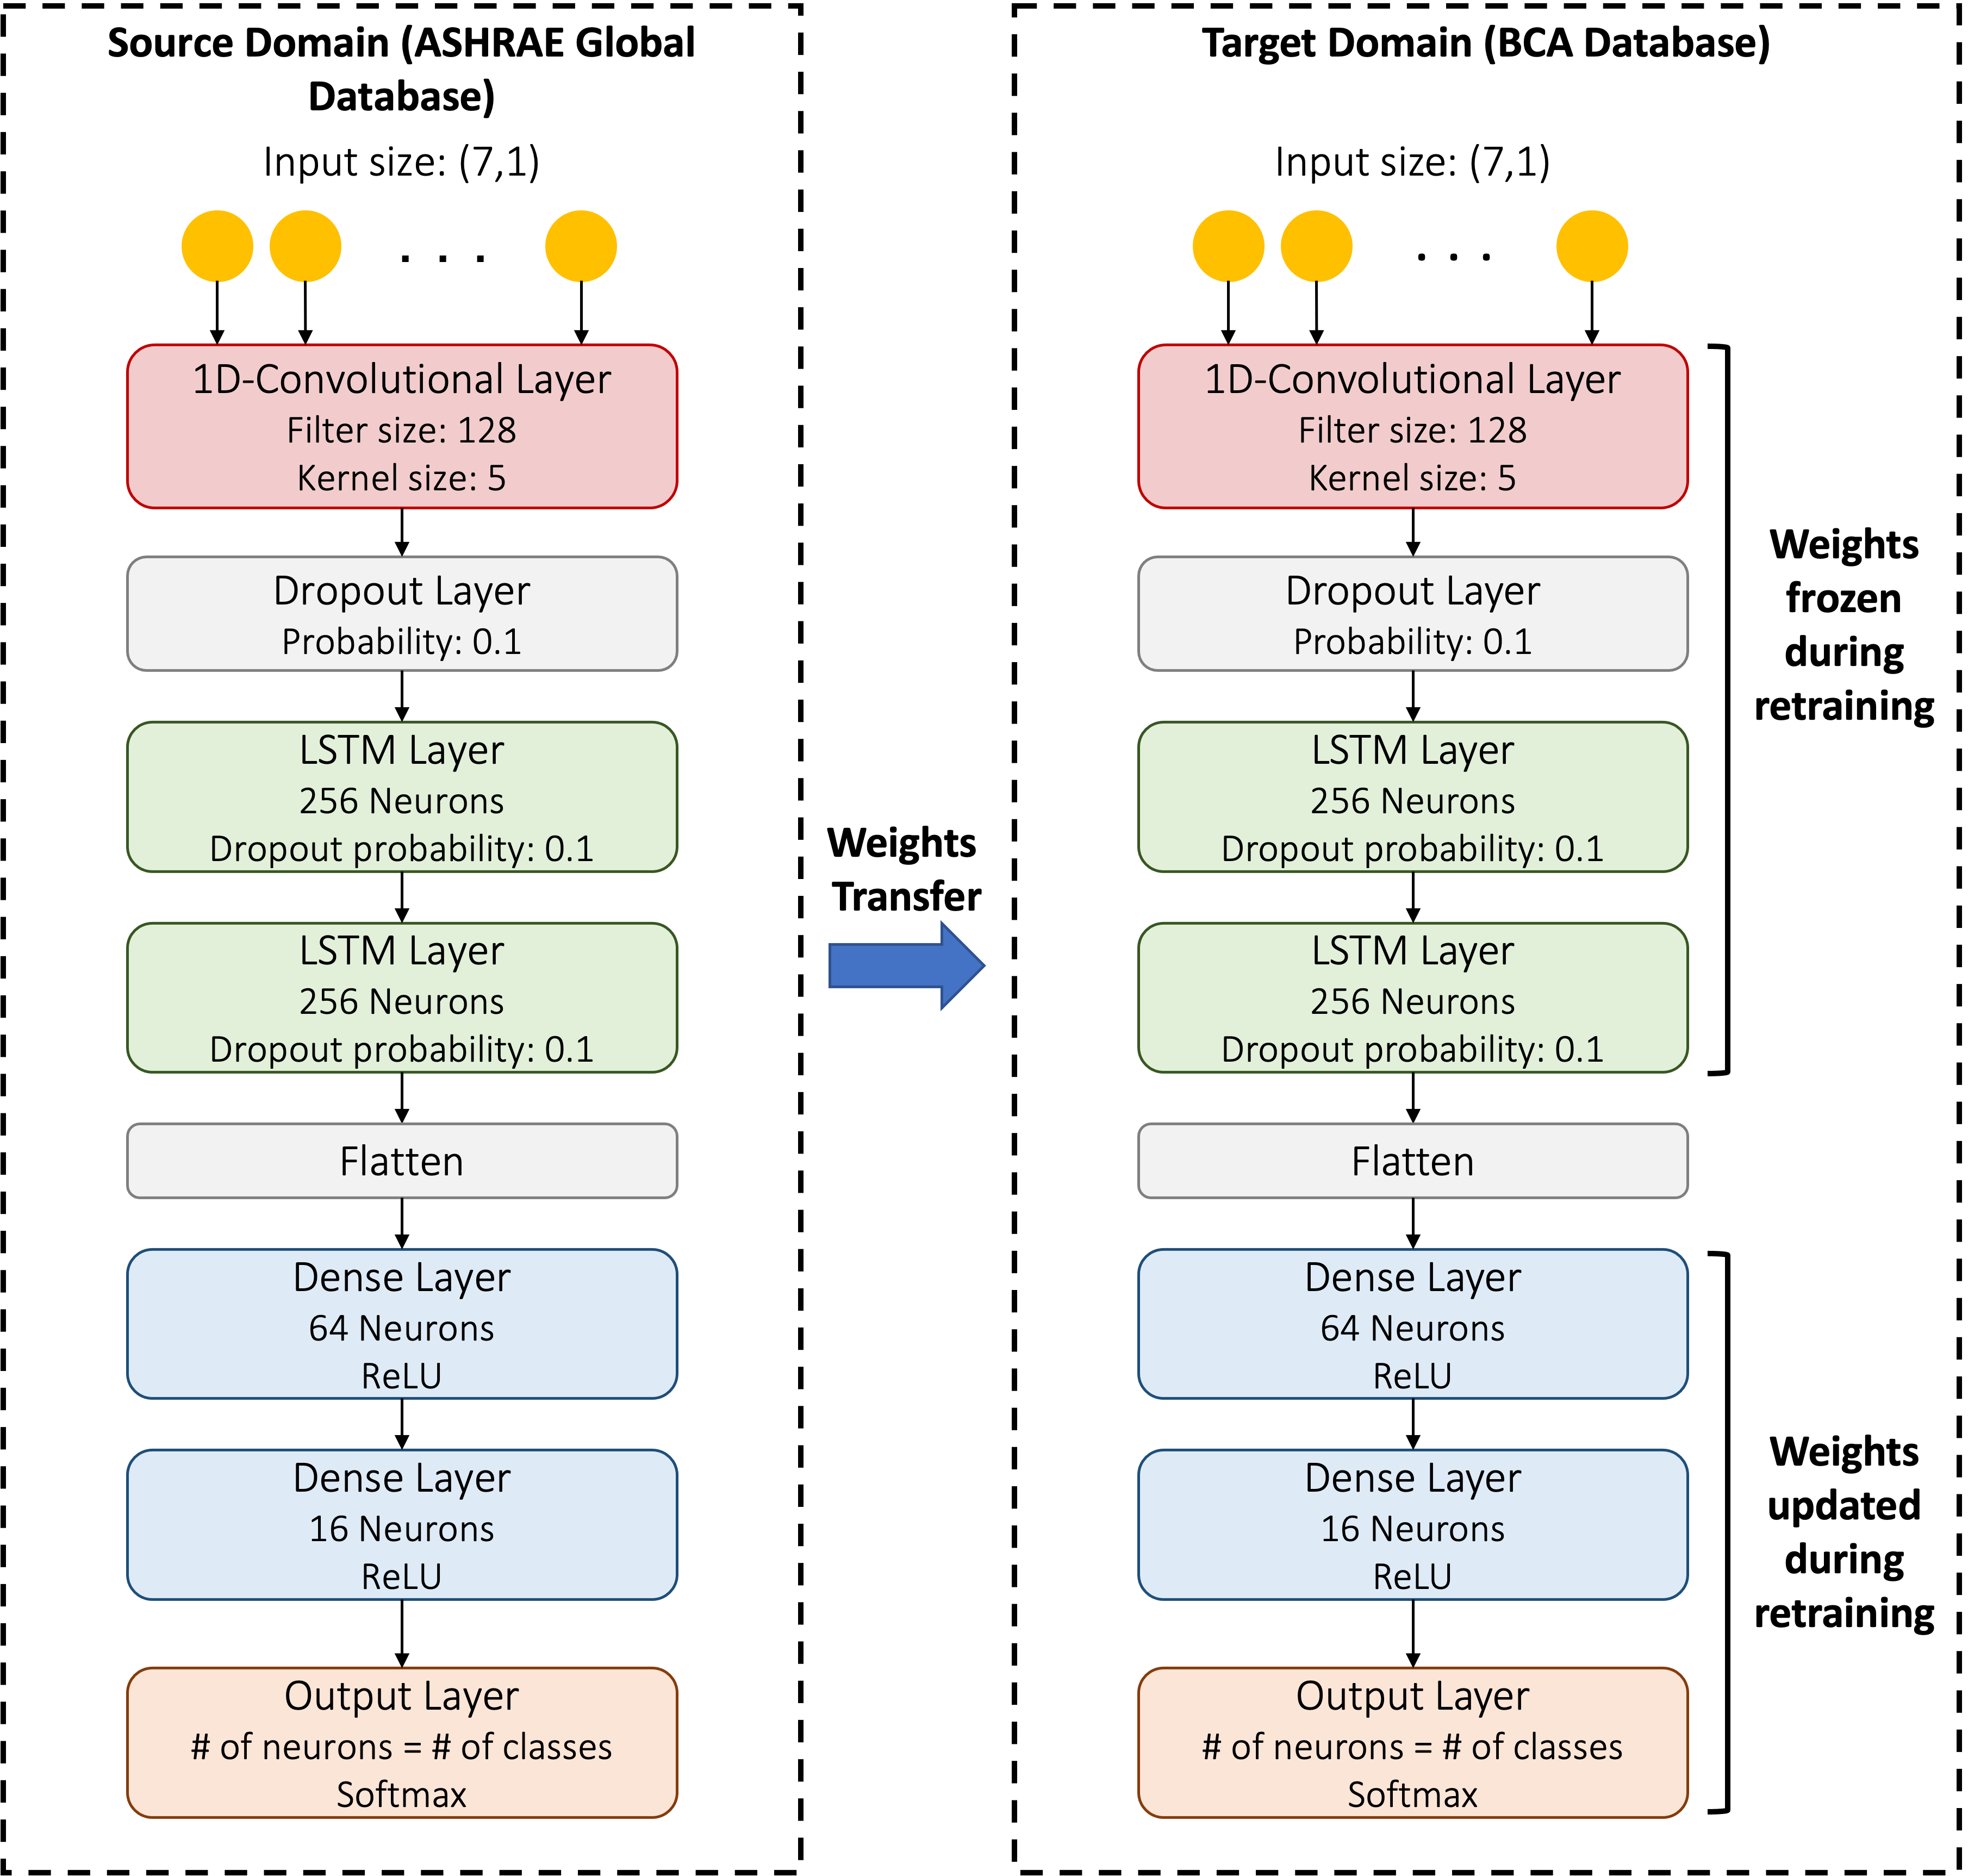 Source Domain (ASHRAE Global
Database)
Input size: (7,1)
. . .
1D-Convolutional Layer
Filter size: 128
Kernel size: 5
Dropout Layer
Probability: 0.1
LSTM Layer
256 Neurons
Dropout probability: 0.1
LSTM Layer
256 Neurons
Dropout probability: 0.1
Flatten
Dense Layer
64 Neurons
ReLU
Dense Layer
16 Neurons
ReLU
Output Layer
# of neurons = # of classes
Softmax
Weights
Transfer
Target Domain (BCA Database)
Input size: (7,1)
. . .
1D-Convolutional Layer
Filter size: 128
Kernel size: 5
Dropout Layer
Probability: 0.1
LSTM Layer
256 Neurons
Dropout probability: 0.1
LSTM Layer
256 Neurons
Dropout probability: 0.1
Flatten
Dense Layer
64 Neurons
ReLU
Dense Layer
16 Neurons
ReLU
Output Layer
# of neurons = # of classes
Softmax
Weights
frozen
during
retraining
Weights
updated
during
retraining